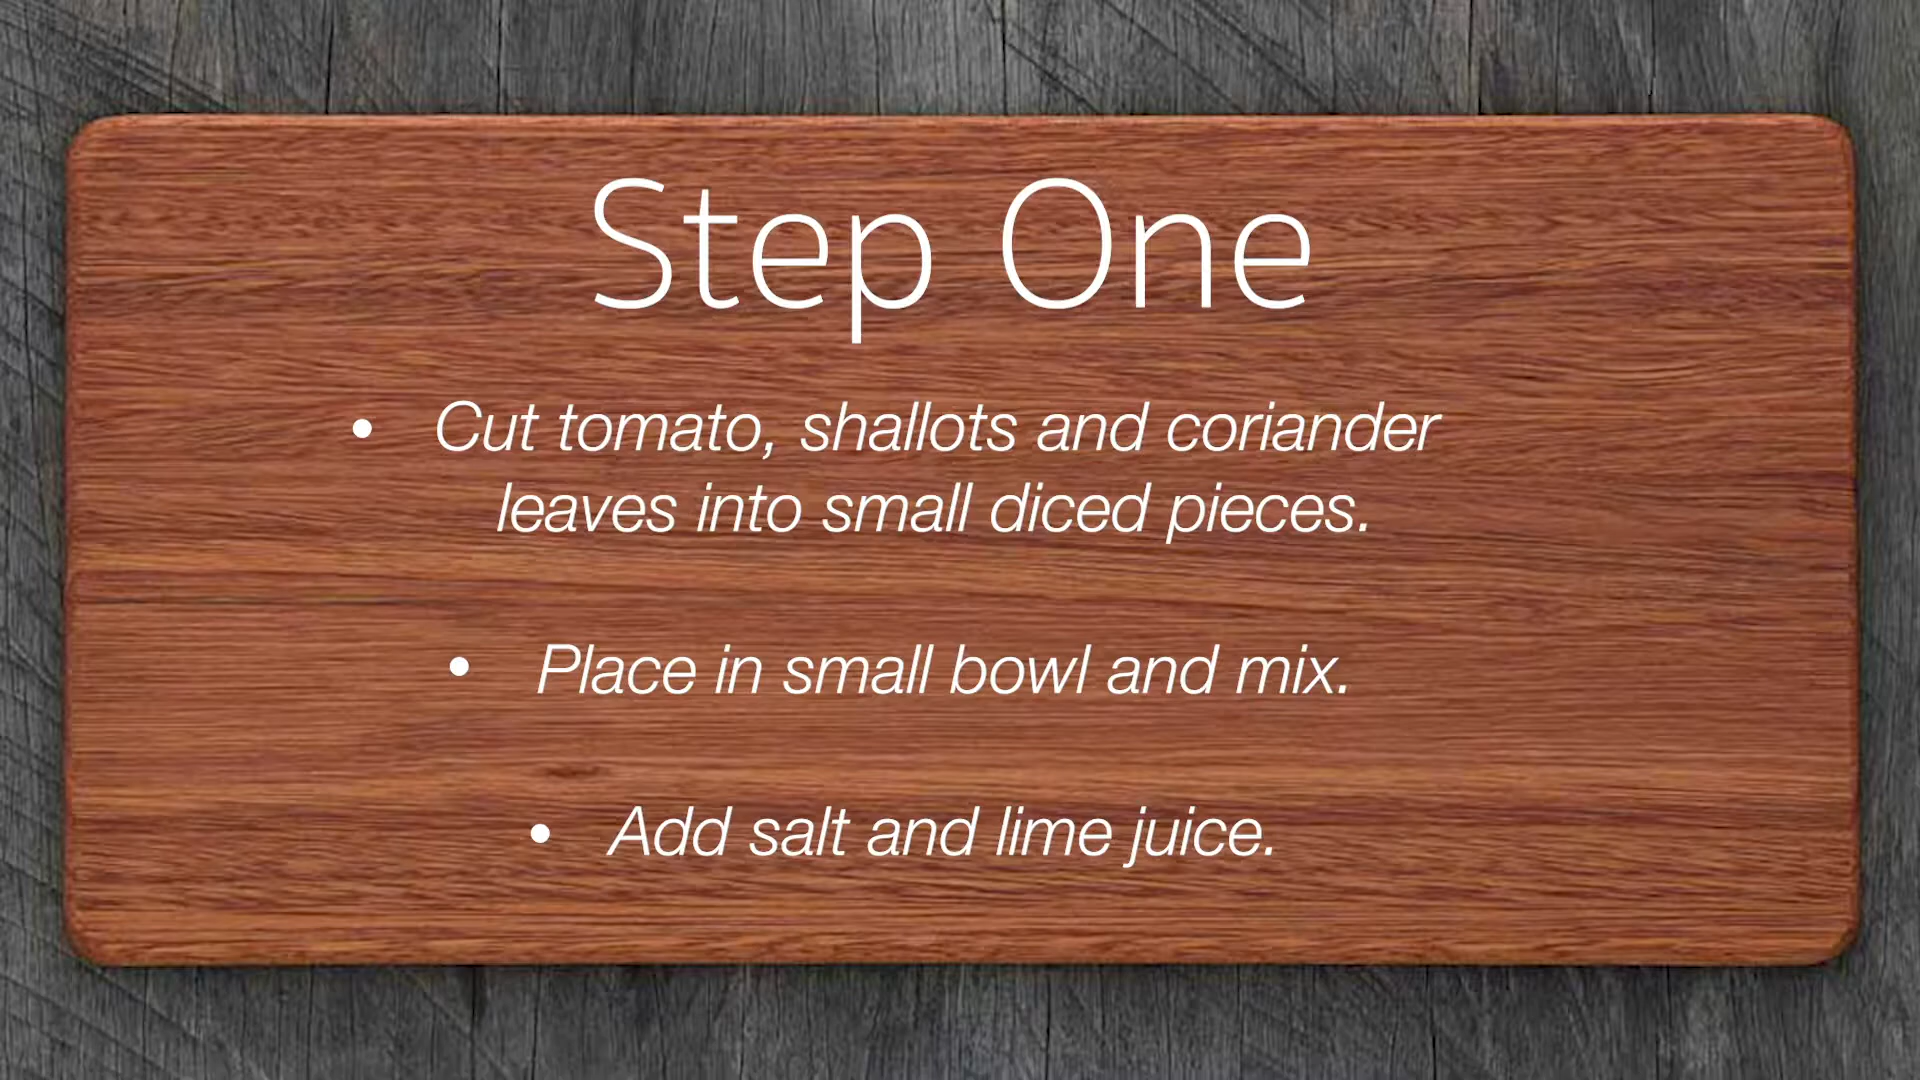 Step One
• Cut tomato, shallots and coriander
leaves into small diced pieces.
• Place in small bowl and mix.
• Add salt and lime juice.